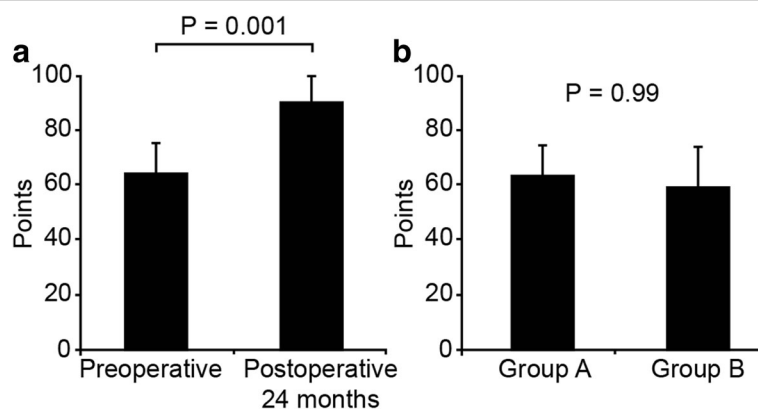 a
P = 0.001
100
80
60
40
20
0
Points
Preoperative
Postoperative
24 months
b
P = 0.99
100
80
60
40
20
0
Points
Group A
Group B